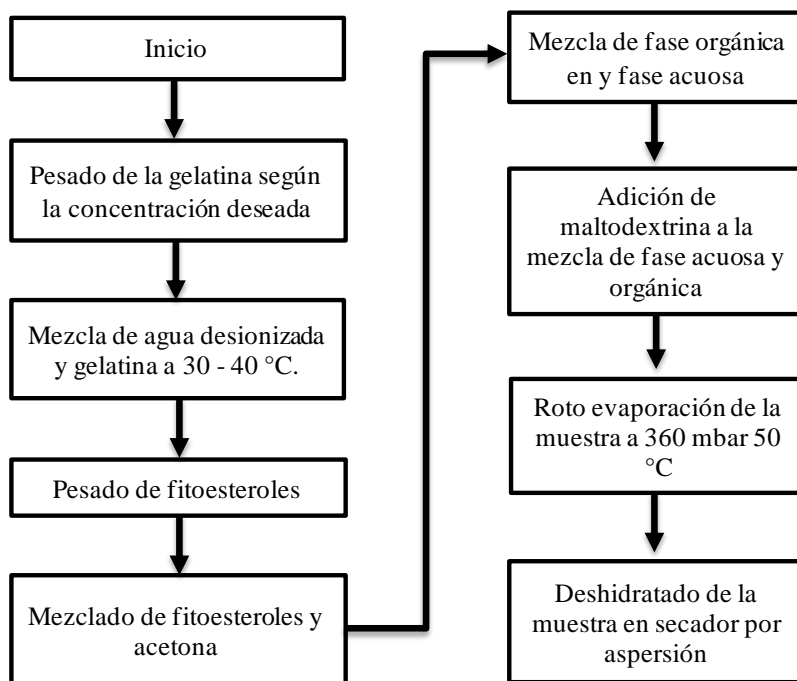 Inicio
Pesado de la gelatina según
la concentración deseada
Mezcla de agua desionizada
y gelatina a 30 - 40 °C.
Pesado de fitoesteroles
Mezclado de fitoesteroles y
acetona
Mezcla de fase orgánica
en y fase acuosa
Adición de
maltodextrina a la
mezcla de fase acuosa y
orgánica
Roto evaporación de la
muestra a 360 mbar 50
°C
Deshidratado de la
muestra en secador por
aspersión